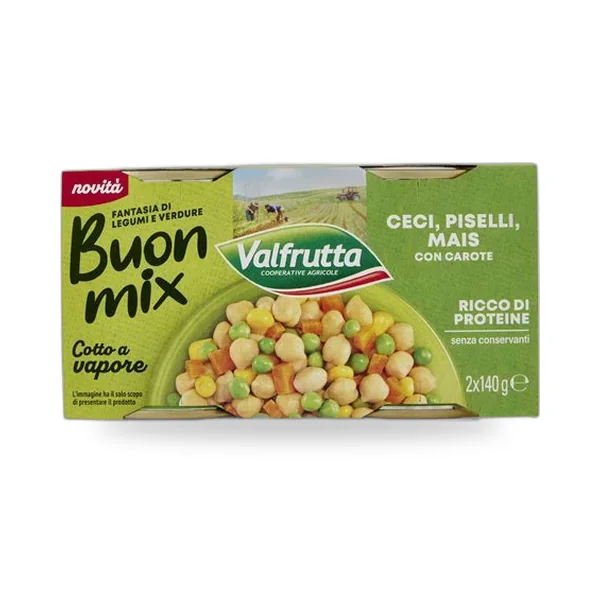 novità
FANTASIA DI
LEGUMI E VERDURE
Buon
mix
Cotto a
vapore
L'immagine ha il solo scopo
di presentare il prodotto
Valfrutta
COOPERATIVE AGRICOLE
CECI, PISELLI,
MAIS
CON CAROTE
RICCO DI
PROTEINE
senza conservanti
2x140g℮